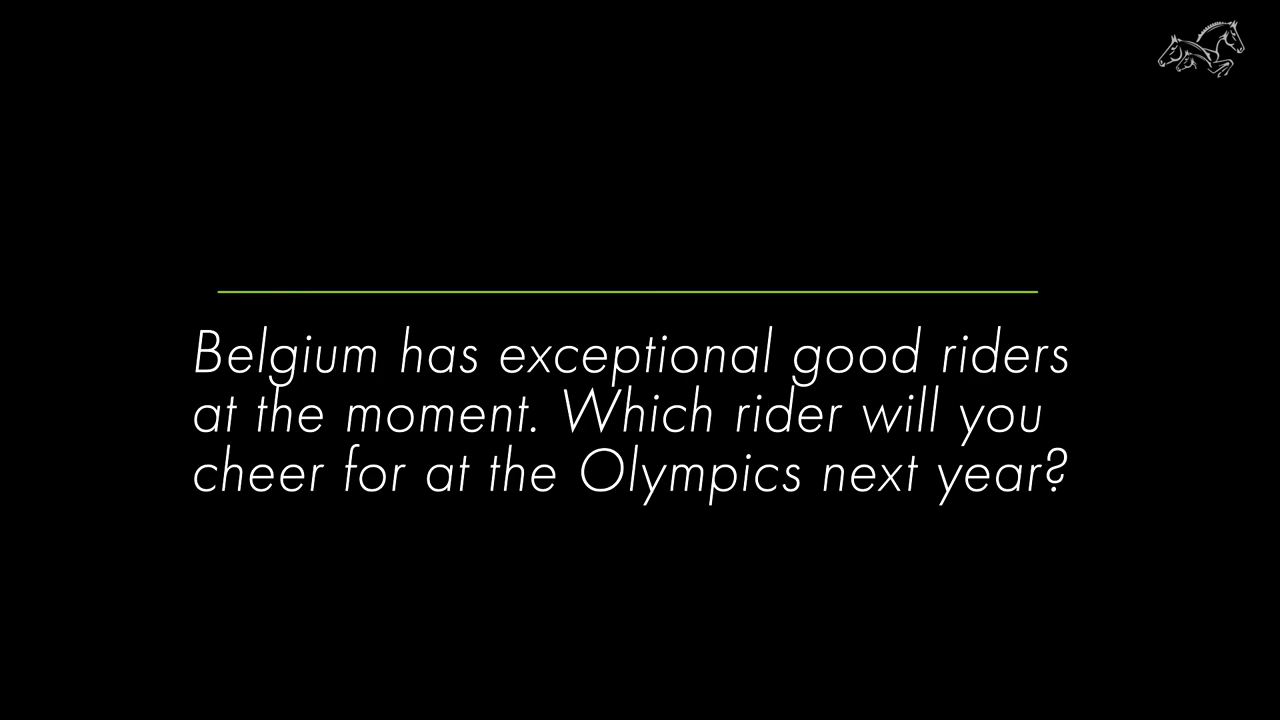 Belgium has exceptional good riders
at the moment. Which rider will you
cheer for at the Olympics next year?